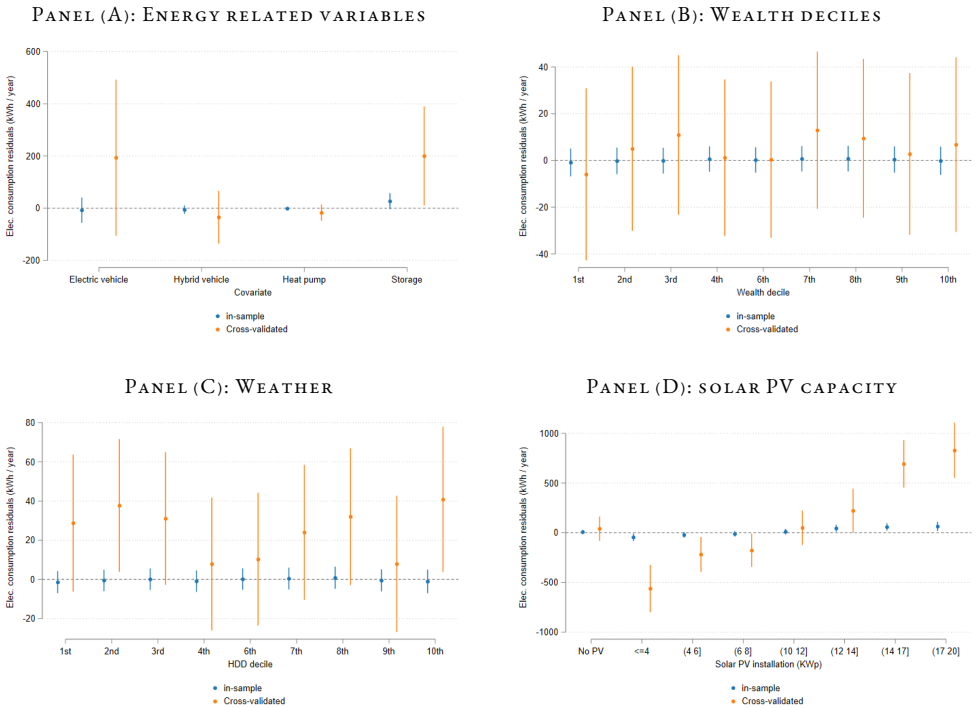 PANEL (A): ENERGY RELATED VARIABLES
Elec. consumption residuals (kWh / year)
600
400
200
0
-200
Electric vehicle
Hybrid vehicle
Heat pump
Storage
Covariate
in-sample
Cross-validated
PANEL (B): WEALTH DECILES
Elec. consumption residuals (kWh / year)
40
20
0
-20
-40
1st
2nd
3rd
4th
6th
7th
8th
9th
10th
Wealth decile
in-sample
Cross-validated
PANEL (C): WEATHER
Elec. consumption residuals (kWh / year)
80
60
40
20
0
-20
1st
2nd
3rd
4th
6th
7th
8th
9th
10th
HDD decile
in-sample
Cross-validated
PANEL (D): SOLAR PV CAPACITY
Elec. consumption residuals (kWh / year)
1000
500
0
-500
-1000
No PV
<=4
(4 6]
(6 8]
(10 12]
(12 14]
(14 17]
(17 20]
Solar PV installation (KWp)
in-sample
Cross-validated